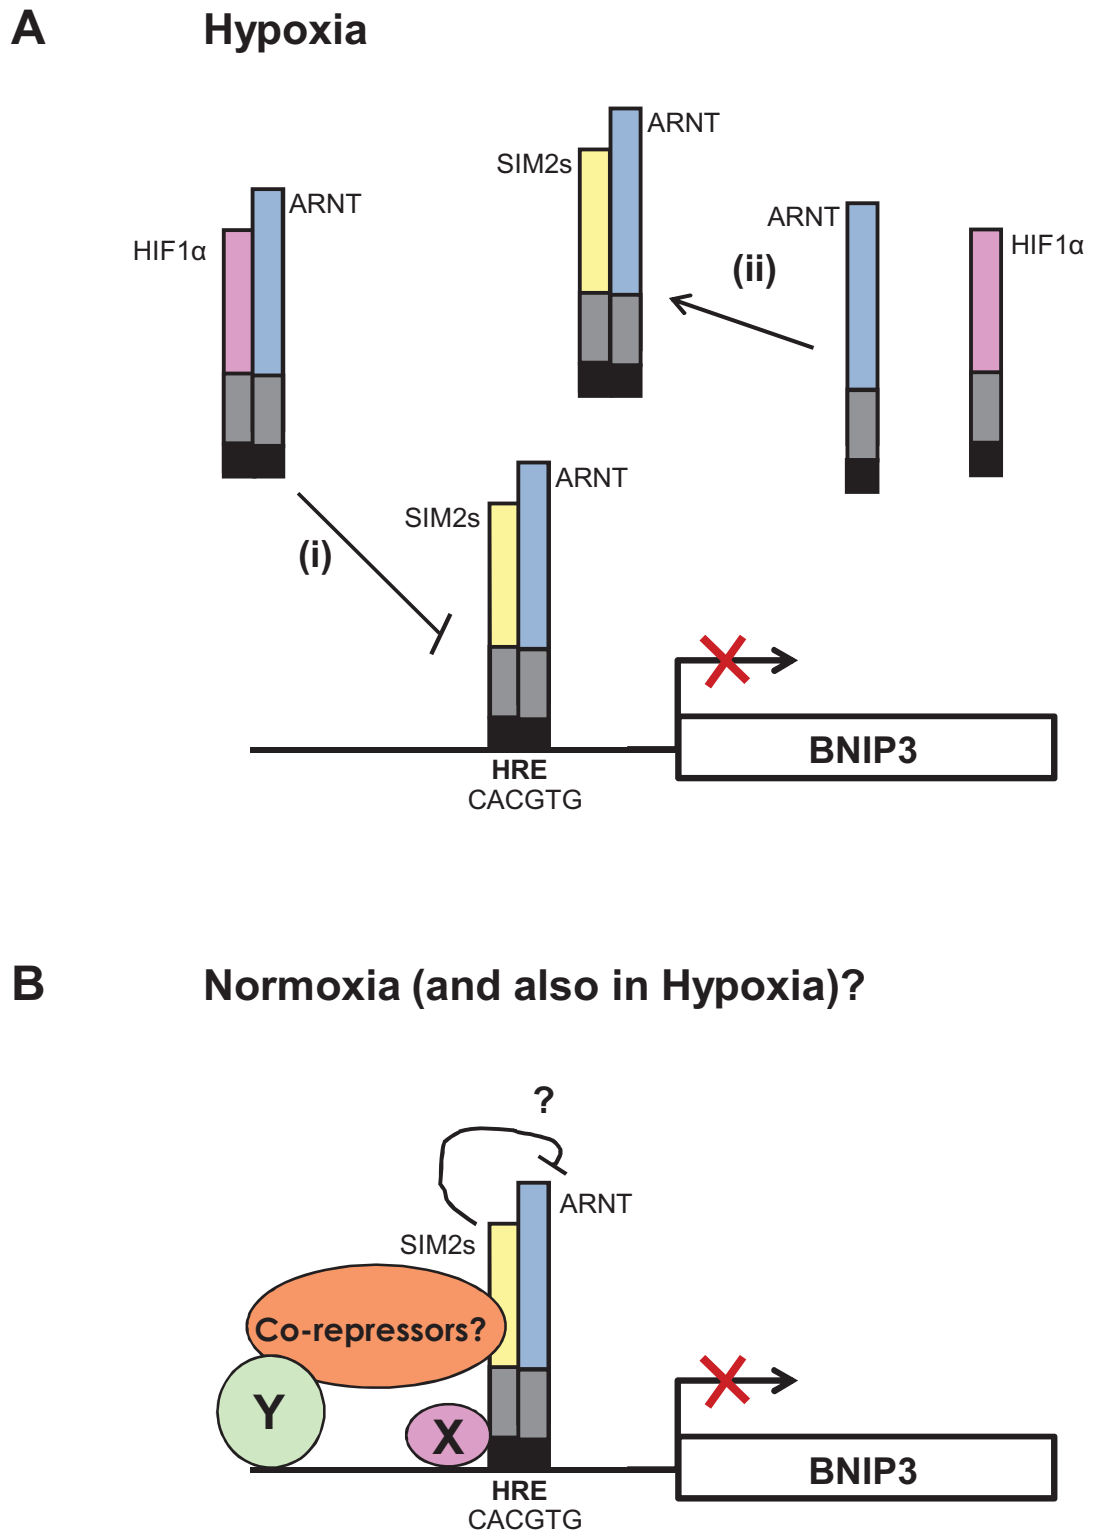 A Hypoxia
ARNT
SIM2s
ARNT
HIF1α
ARNT
HIF1α
(ii)
ARNT
SIM2s
(i)
BNIP3
HRE
CACGTG
B Normoxia (and also in Hypoxia)?
?
ARNT
SIM2s
Co-repressors?
Y
X
BNIP3
HRE
CACGTG